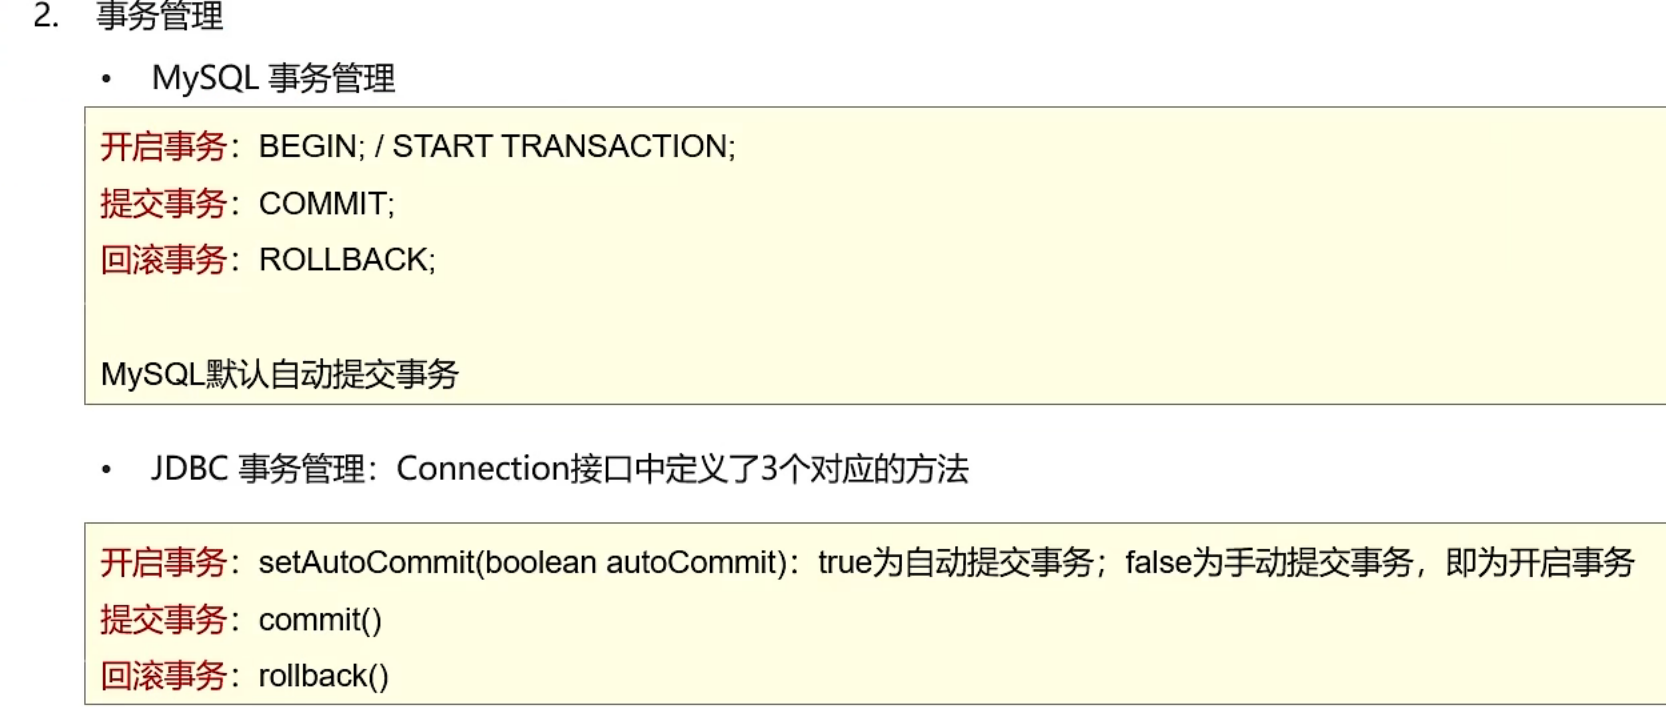 2. 事务管理
• MySQL 事务管理
开启事务：BEGIN; / START TRANSACTION;
提交事务：COMMIT;
回滚事务：ROLLBACK;
MySQL默认自动提交事务
• JDBC 事务管理：Connection接口中定义了3个对应的方法
开启事务：setAutoCommit(boolean autoCommit)：true为自动提交事务；false为手动提交事务，即为开启事务
提交事务：commit()
回滚事务：rollback()